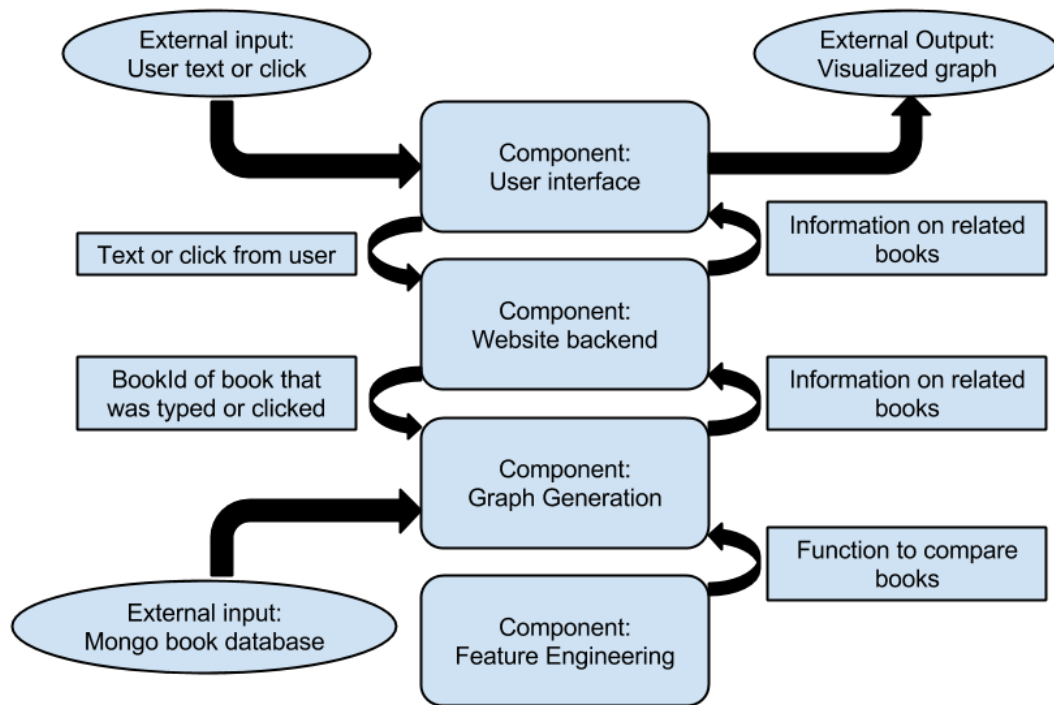 External input:
User text or click
External Output:
Visualized graph
Component:
User interface
Text or click from user
Information on related
books
Component:
Website backend
BookId of book that
was typed or clicked
Information on related
books
Component:
Graph Generation
Function to compare
books
External input:
Mongo book database
Component:
Feature Engineering